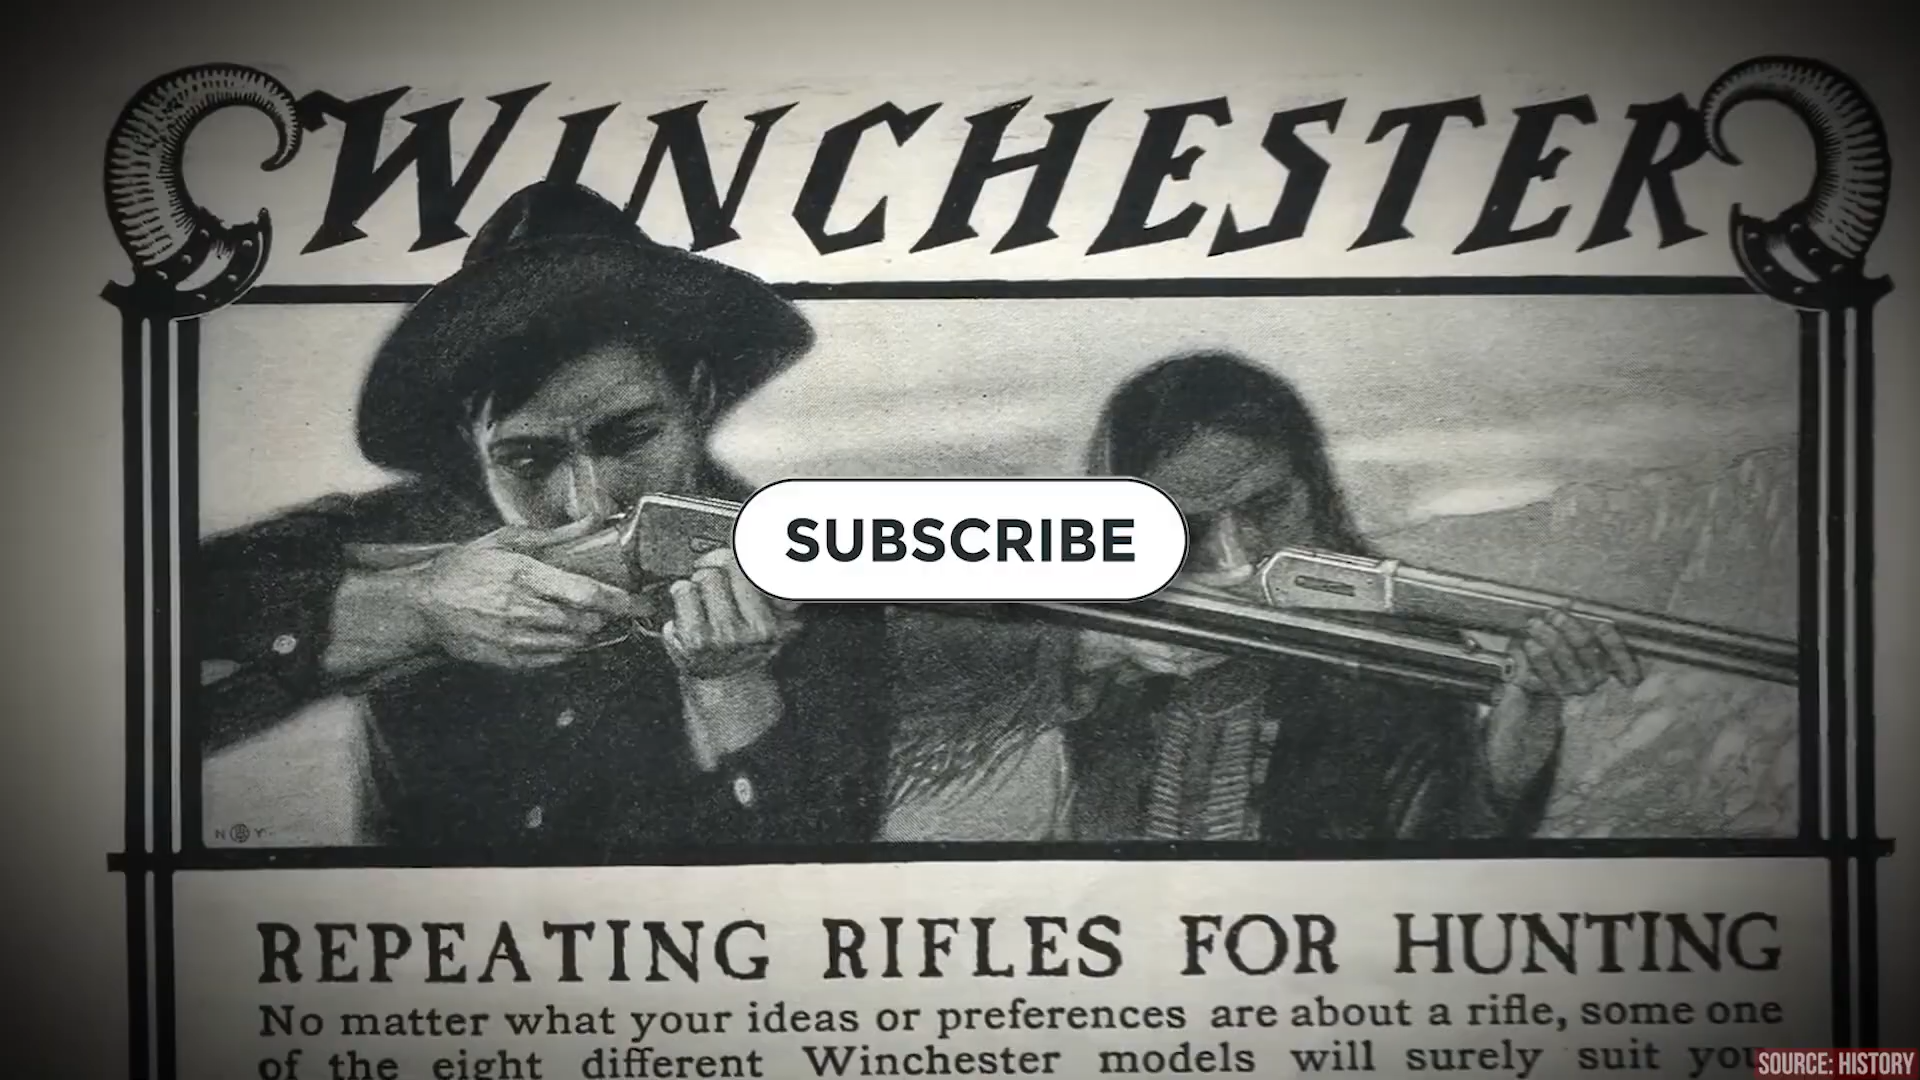 WINCHESTER
SUBSCRIBE
N Y
REPEATING RIFLES FOR HUNTING
No matter what your ideas or preferences are about a rifle, some one
of the eight different Winchester models will surely suit you
SOURCE: HISTORY